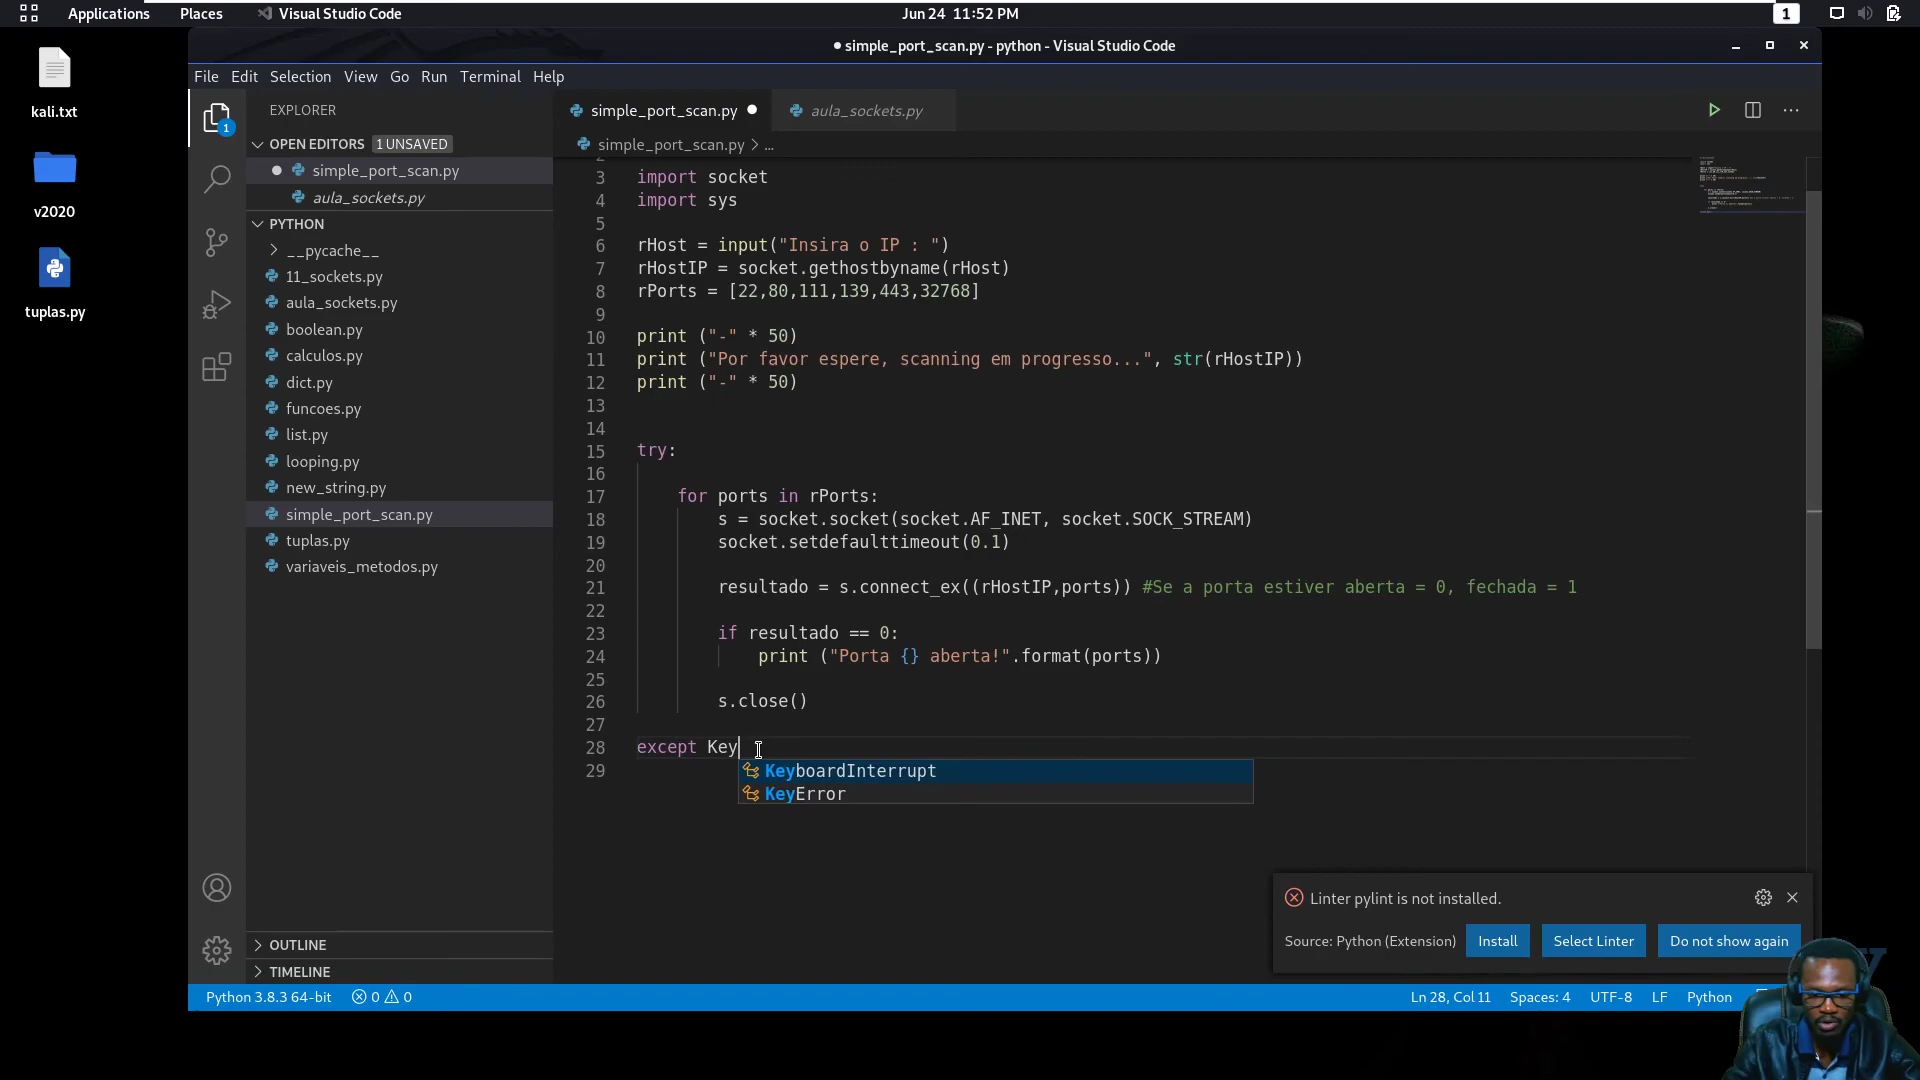 Applications Places Visual Studio Code Jun 24 11:52 PM 1
kali.txt
v2020
tuplas.py
simple_port_scan.py - python - Visual Studio Code
File Edit Selection View Go Run Terminal Help
1
EXPLORER
OPEN EDITORS 1 UNSAVED
simple_port_scan.py
aula_sockets.py
PYTHON
__pycache__
11_sockets.py
aula_sockets.py
boolean.py
calculos.py
dict.py
funcoes.py
list.py
looping.py
new_string.py
simple_port_scan.py
tuplas.py
variaveis_metodos.py
OUTLINE
TIMELINE
simple_port_scan.py aula_sockets.py
simple_port_scan.py > ...
3 import socket
4 import sys
5
6 rHost = input("Insira o IP : ")
7 rHostIP = socket.gethostbyname(rHost)
8 rPorts = [22,80,111,139,443,32768]
9
10 print ("-" * 50)
11 print ("Por favor espere, scanning em progresso...", str(rHostIP))
12 print ("-" * 50)
13
14
15 try:
16
17 for ports in rPorts:
18 s = socket.socket(socket.AF_INET, socket.SOCK_STREAM)
19 socket.setdefaulttimeout(0.1)
20
21 resultado = s.connect_ex((rHostIP,ports)) #Se a porta estiver aberta = 0, fechada = 1
22
23 if resultado == 0:
24 print ("Porta {} aberta!".format(ports))
25
26 s.close()
27
28 except Key
29
KeyboardInterrupt
KeyError
Linter pylint is not installed.
Source: Python (Extension) Install Select Linter Do not show again
Python 3.8.3 64-bit 0 0 Ln 28, Col 11 Spaces: 4 UTF-8 LF Python